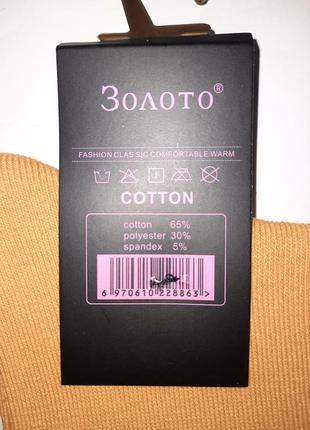 Золото®
FASHION CLASSIC COMFORTABLE WARM
COTTON
cotton 65%
polyester 30%
spandex 5%
6 970610 228863 >